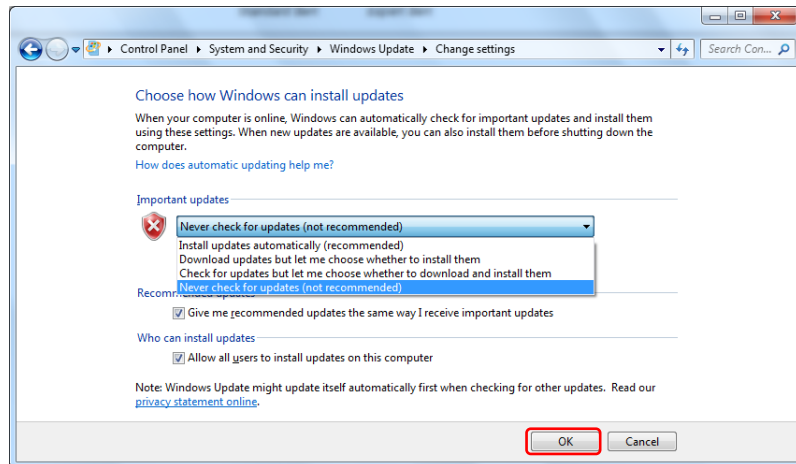 Control Panel ▸ System and Security ▸ Windows Update ▸ Change settings
Search Con...
Choose how Windows can install updates
When your computer is online, Windows can automatically check for important updates and install them
using these settings. When new updates are available, you can also install them before shutting down the
computer.
How does automatic updating help me?
Important updates
Never check for updates (not recommended)
Install updates automatically (recommended)
Download updates but let me choose whether to install them
Check for updates but let me choose whether to download and install them
Never check for updates (not recommended)
Recommended updates
Give me recommended updates the same way I receive important updates
Who can install updates
Allow all users to install updates on this computer
Note: Windows Update might update itself automatically first when checking for other updates. Read our
privacy statement online.
OK
Cancel